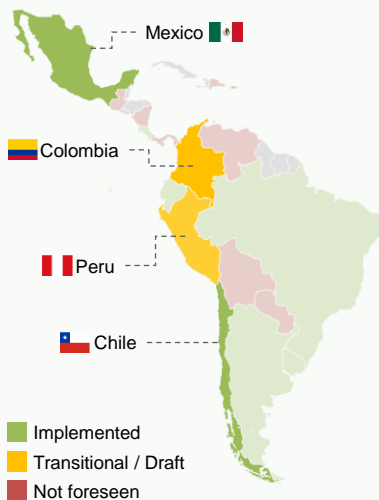 Mexico
Colombia
Peru
Chile
Implemented
Transitional / Draft
Not foreseen